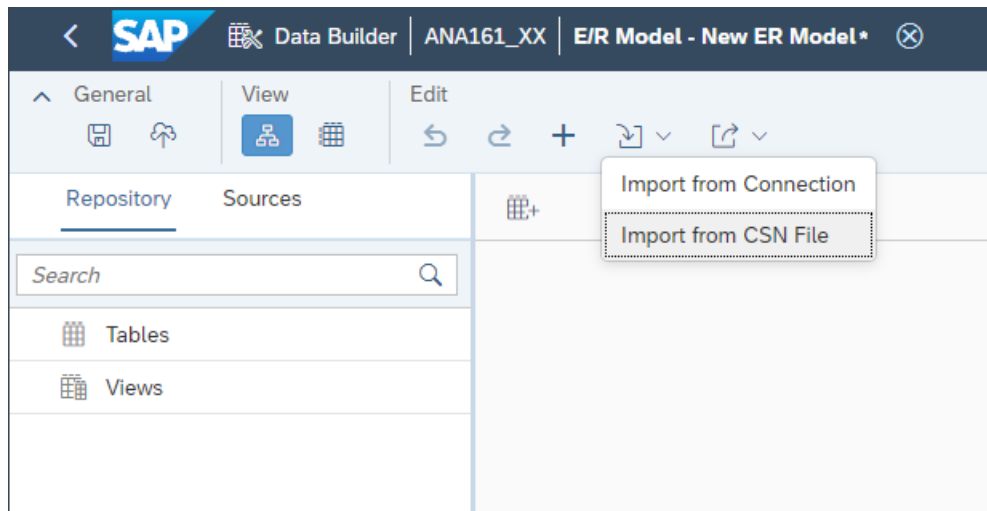 SAP Data Builder ANA161_XX E/R Model - New ER Model*
General View Edit
Repository Sources
Import from Connection
Import from CSN File
Search
Tables
Views